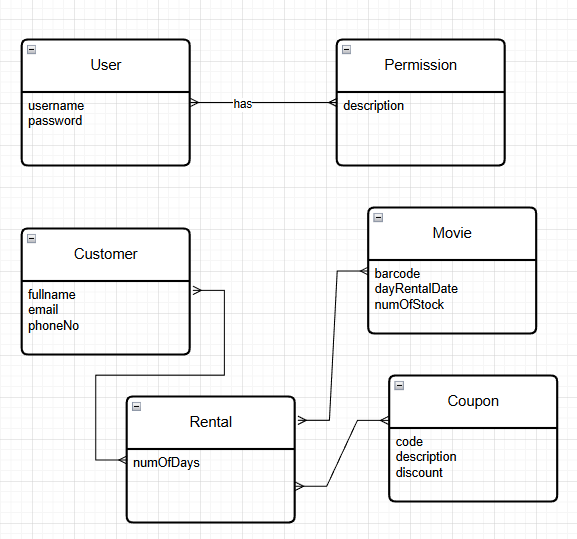 User
username
password
has
Permission
description
Customer
fullname
email
phoneNo
Movie
barcode
dayRentalDate
numOfStock
Rental
numOfDays
Coupon
code
description
discount